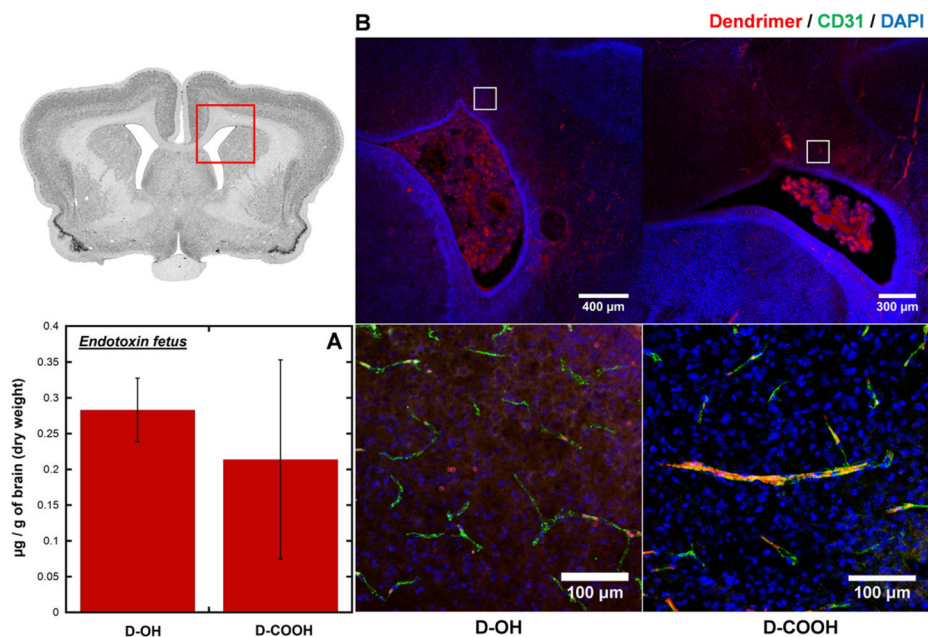 B
Dendrimer / CD31 / DAPI
400 µm
300 µm
A
Endotoxin fetus
µg / g of brain (dry weight)
0.4
0.35
0.3
0.25
0.2
0.15
0.1
0.05
0
D-OH
D-COOH
100 µm
100 µm
D-OH
D-COOH